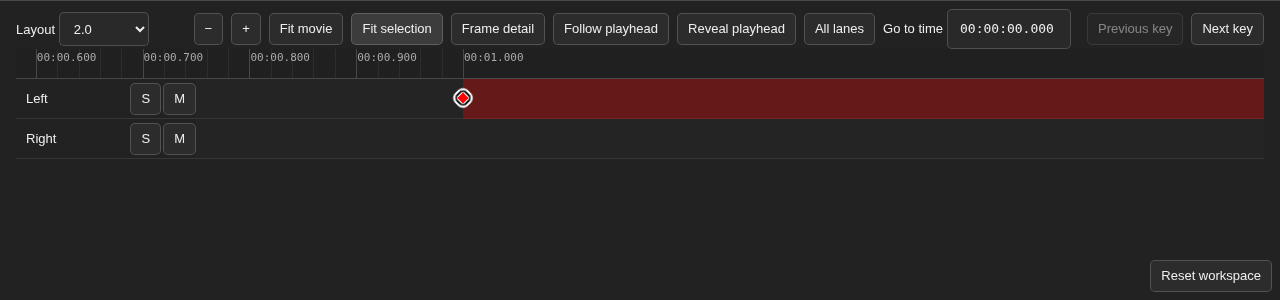 Layout 2.0 − + Fit movie Fit selection Frame detail Follow playhead Reveal playhead All lanes Go to time 00:00:00.000 Previous key Next key
00:00.600 00:00.700 00:00.800 00:00.900 00:01.000
Left S M
Right S M
Reset workspace